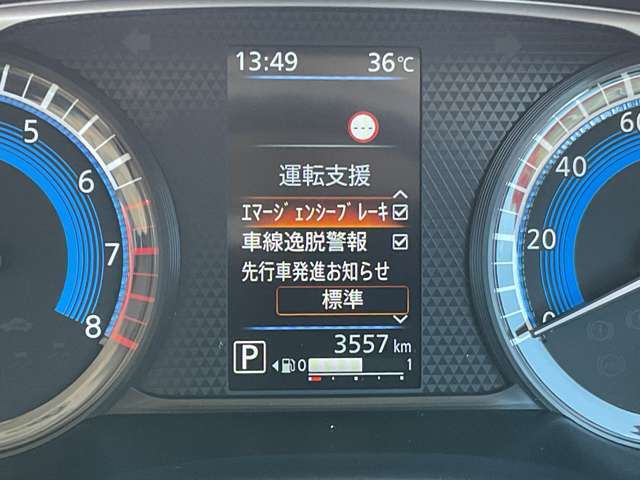 13:49 36℃
---
運転支援
ｴﾏｰｼﾞｪﾝｼｰﾌﾞﾚｰｷ
車線逸脱警報
先行車発進お知らせ
標準
P 3557 km
0 1
5
6
7
8
60
40
20
0